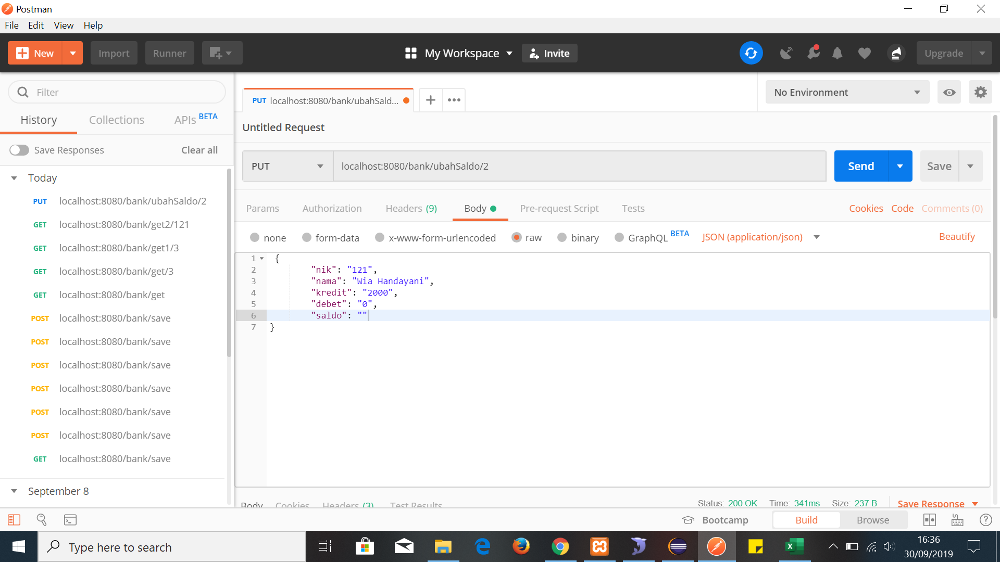 Postman
File Edit View Help
New Import Runner My Workspace Invite Upgrade
Filter
History Collections APIs BETA
Save Responses Clear all
Today
PUT localhost:8080/bank/ubahSaldo/2
GET localhost:8080/bank/get2/121
GET localhost:8080/bank/get1/3
GET localhost:8080/bank/get/3
GET localhost:8080/bank/get
POST localhost:8080/bank/save
POST localhost:8080/bank/save
POST localhost:8080/bank/save
POST localhost:8080/bank/save
POST localhost:8080/bank/save
POST localhost:8080/bank/save
GET localhost:8080/bank/save
September 8
PUT localhost:8080/bank/ubahSald...
No Environment
Untitled Request
PUT localhost:8080/bank/ubahSaldo/2 Send Save
Params Authorization Headers (9) Body Pre-request Script Tests Cookies Code Comments (0)
none form-data x-www-form-urlencoded raw binary GraphQL BETA JSON (application/json) Beautify
1 {
2 "nik": "121",
3 "nama": "Wia Handayani",
4 "kredit": "2000",
5 "debet": "0",
6 "saldo": ""
7 }
Body Cookies Headers (3) Test Results Status: 200 OK Time: 341ms Size: 237 B Save Response
Bootcamp Build Browse
Type here to search
16:36
30/09/2019